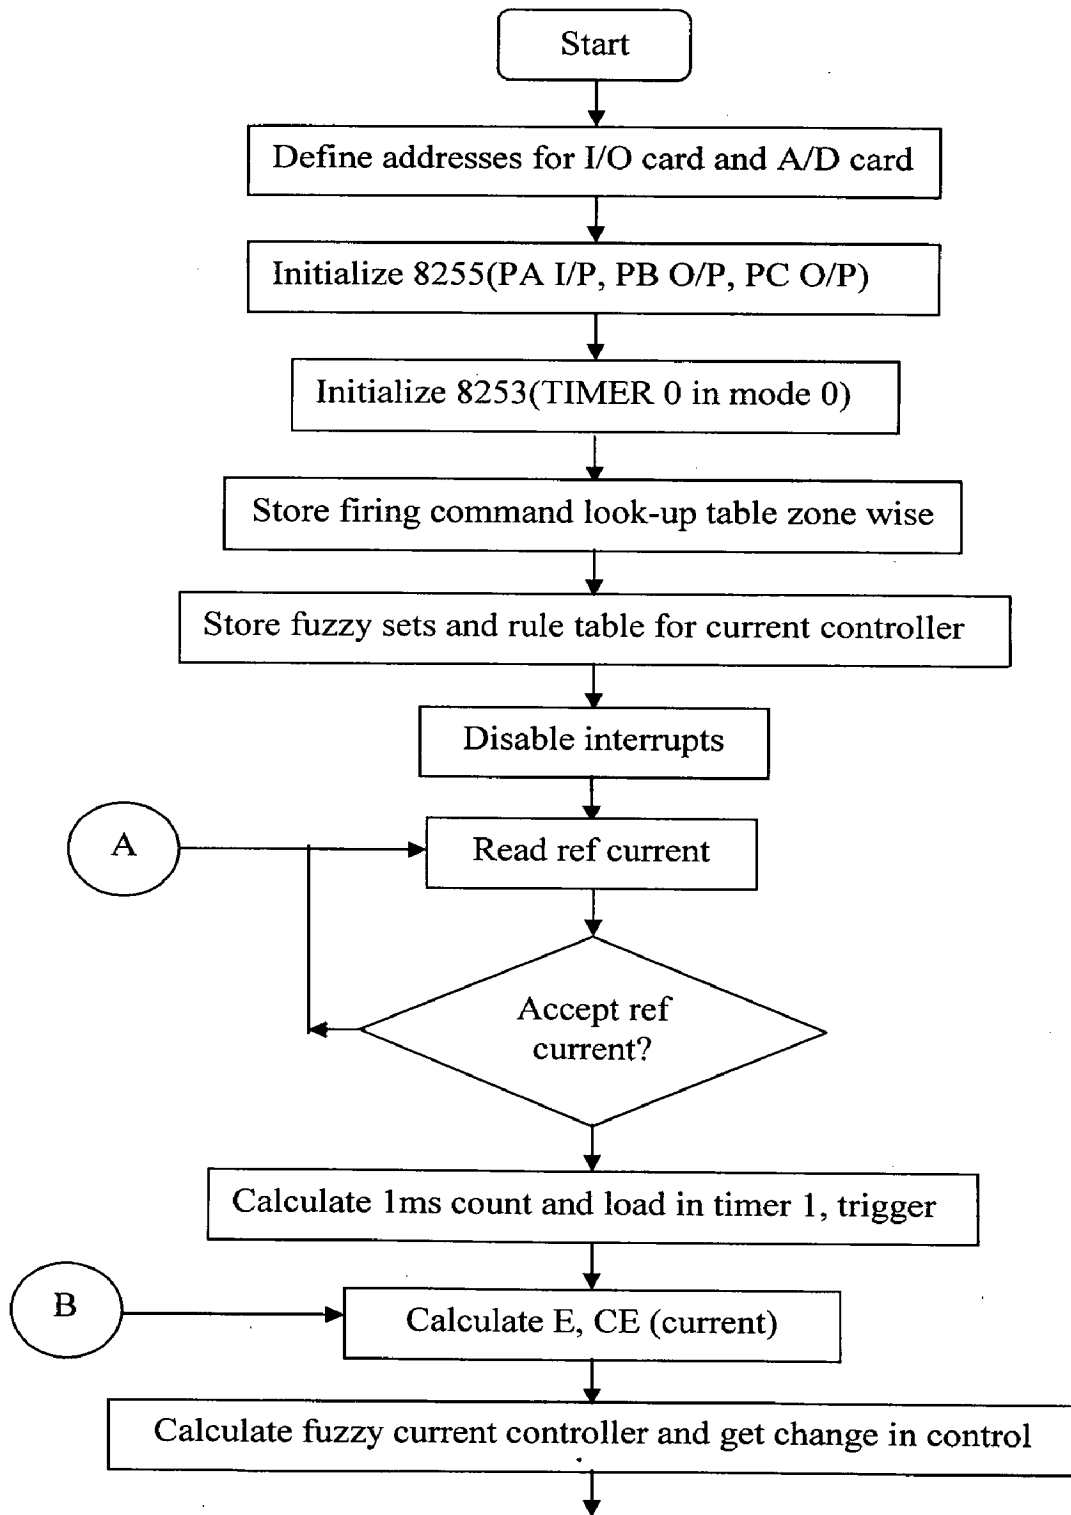 Start
Define addresses for I/O card and A/D card
Initialize 8255(PA I/P, PB O/P, PC O/P)
Initialize 8253(TIMER 0 in mode 0)
Store firing command look-up table zone wise
Store fuzzy sets and rule table for current controller
Disable interrupts
A
Read ref current
Accept ref
current?
Calculate 1ms count and load in timer 1, trigger
B
Calculate E, CE (current)
Calculate fuzzy current controller and get change in control